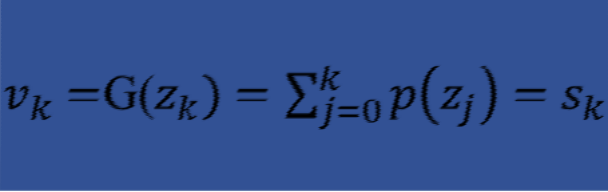 v_k =G(z_k) = ∑_{j=0}^{k} p(z_j) = s_k